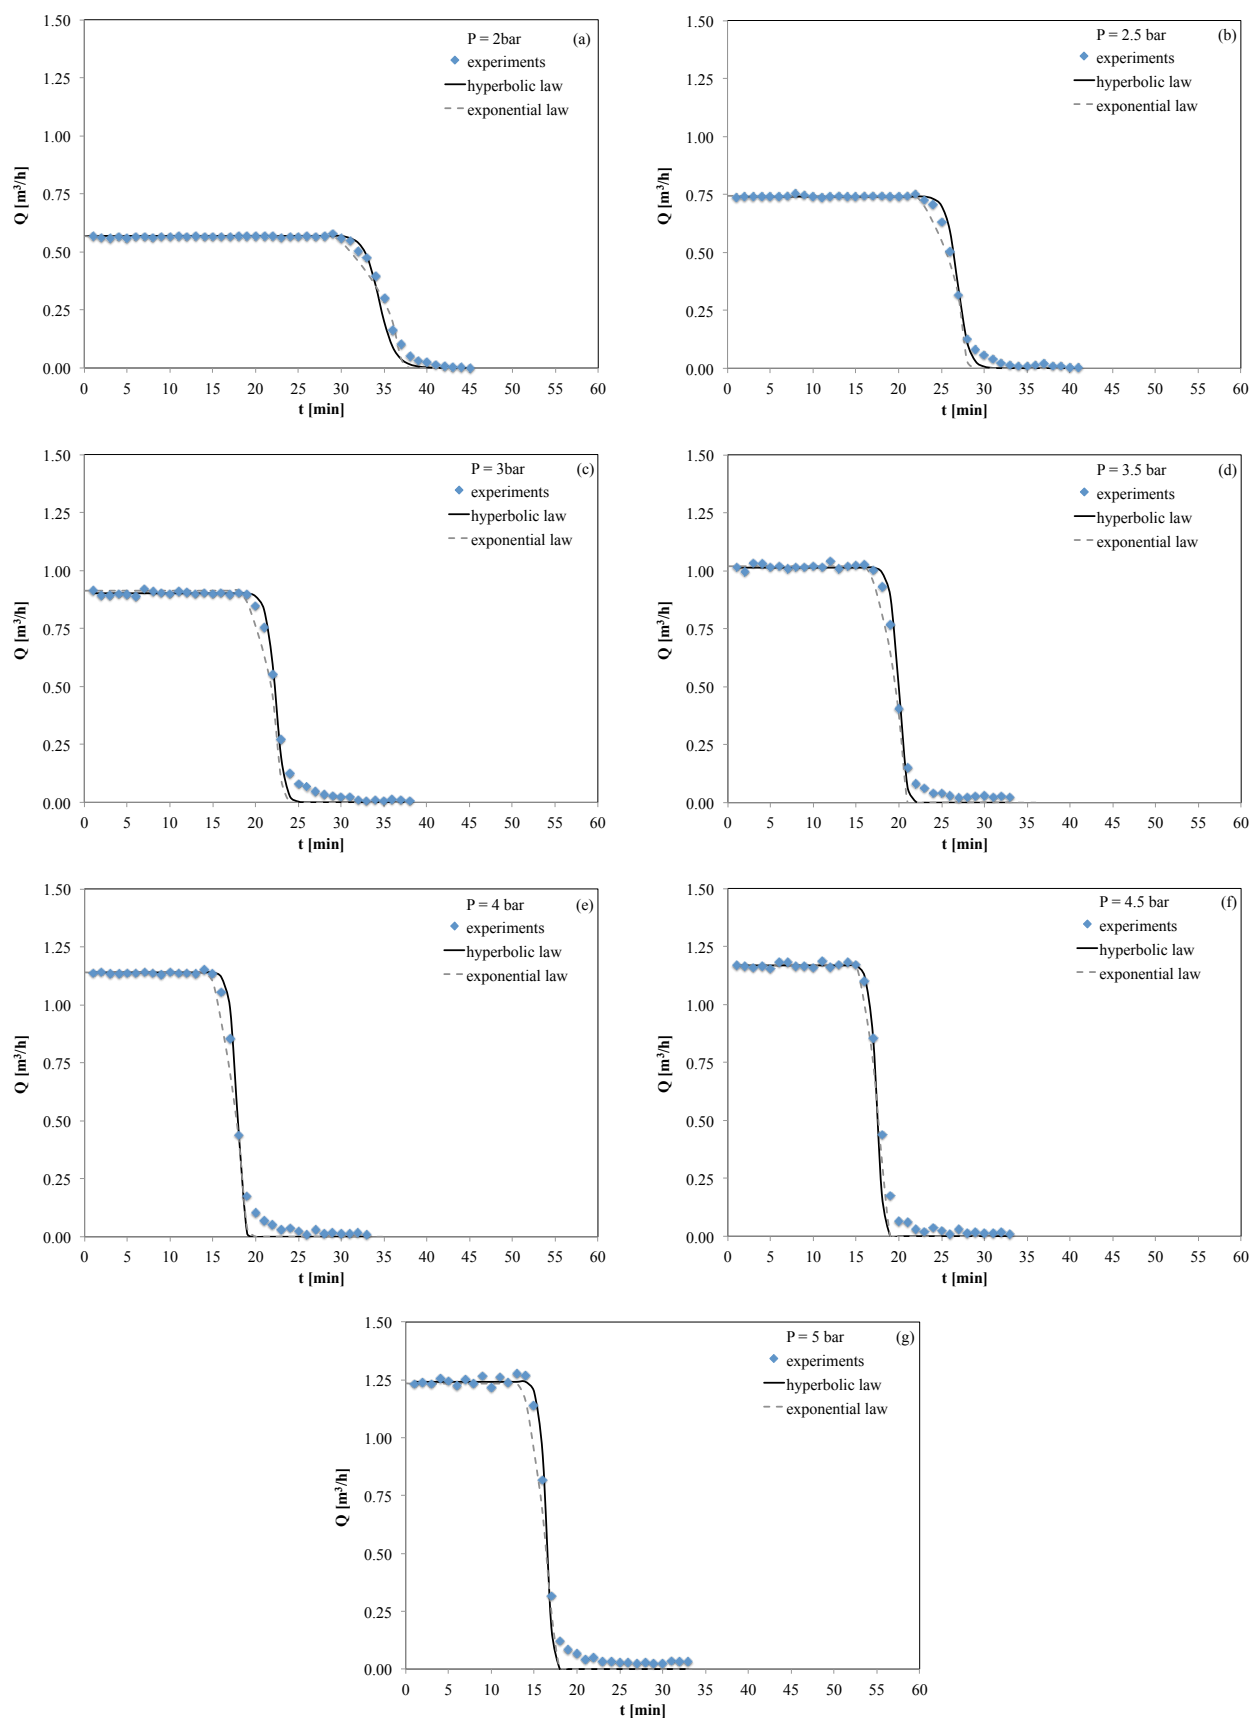 P = 2bar (a)
experiments
hyperbolic law
exponential law
1.50
1.25
1.00
0.75
0.50
0.25
0.00
Q [m³/h]
0 5 10 15 20 25 30 35 40 45 50 55 60
t [min]
P = 2.5 bar (b)
experiments
hyperbolic law
exponential law
1.50
1.25
1.00
0.75
0.50
0.25
0.00
Q [m³/h]
0 5 10 15 20 25 30 35 40 45 50 55 60
t [min]
P = 3bar (c)
experiments
hyperbolic law
exponential law
1.50
1.25
1.00
0.75
0.50
0.25
0.00
Q [m³/h]
0 5 10 15 20 25 30 35 40 45 50 55 60
t [min]
P = 3.5 bar (d)
experiments
hyperbolic law
exponential law
1.50
1.25
1.00
0.75
0.50
0.25
0.00
Q [m³/h]
0 5 10 15 20 25 30 35 40 45 50 55 60
t [min]
P = 4 bar (e)
experiments
hyperbolic law
exponential law
1.50
1.25
1.00
0.75
0.50
0.25
0.00
Q [m³/h]
0 5 10 15 20 25 30 35 40 45 50 55 60
t [min]
P = 4.5 bar (f)
experiments
hyperbolic law
exponential law
1.50
1.25
1.00
0.75
0.50
0.25
0.00
Q [m³/h]
0 5 10 15 20 25 30 35 40 45 50 55 60
t [min]
P = 5 bar (g)
experiments
hyperbolic law
exponential law
1.50
1.25
1.00
0.75
0.50
0.25
0.00
Q [m³/h]
0 5 10 15 20 25 30 35 38 44 50 55 60
t [min]